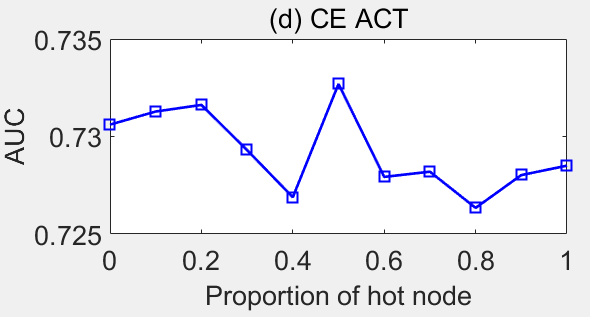 (d) CE ACT
0.735
0.73
0.725
AUC
0 0.2 0.4 0.6 0.8 1
Proportion of hot node